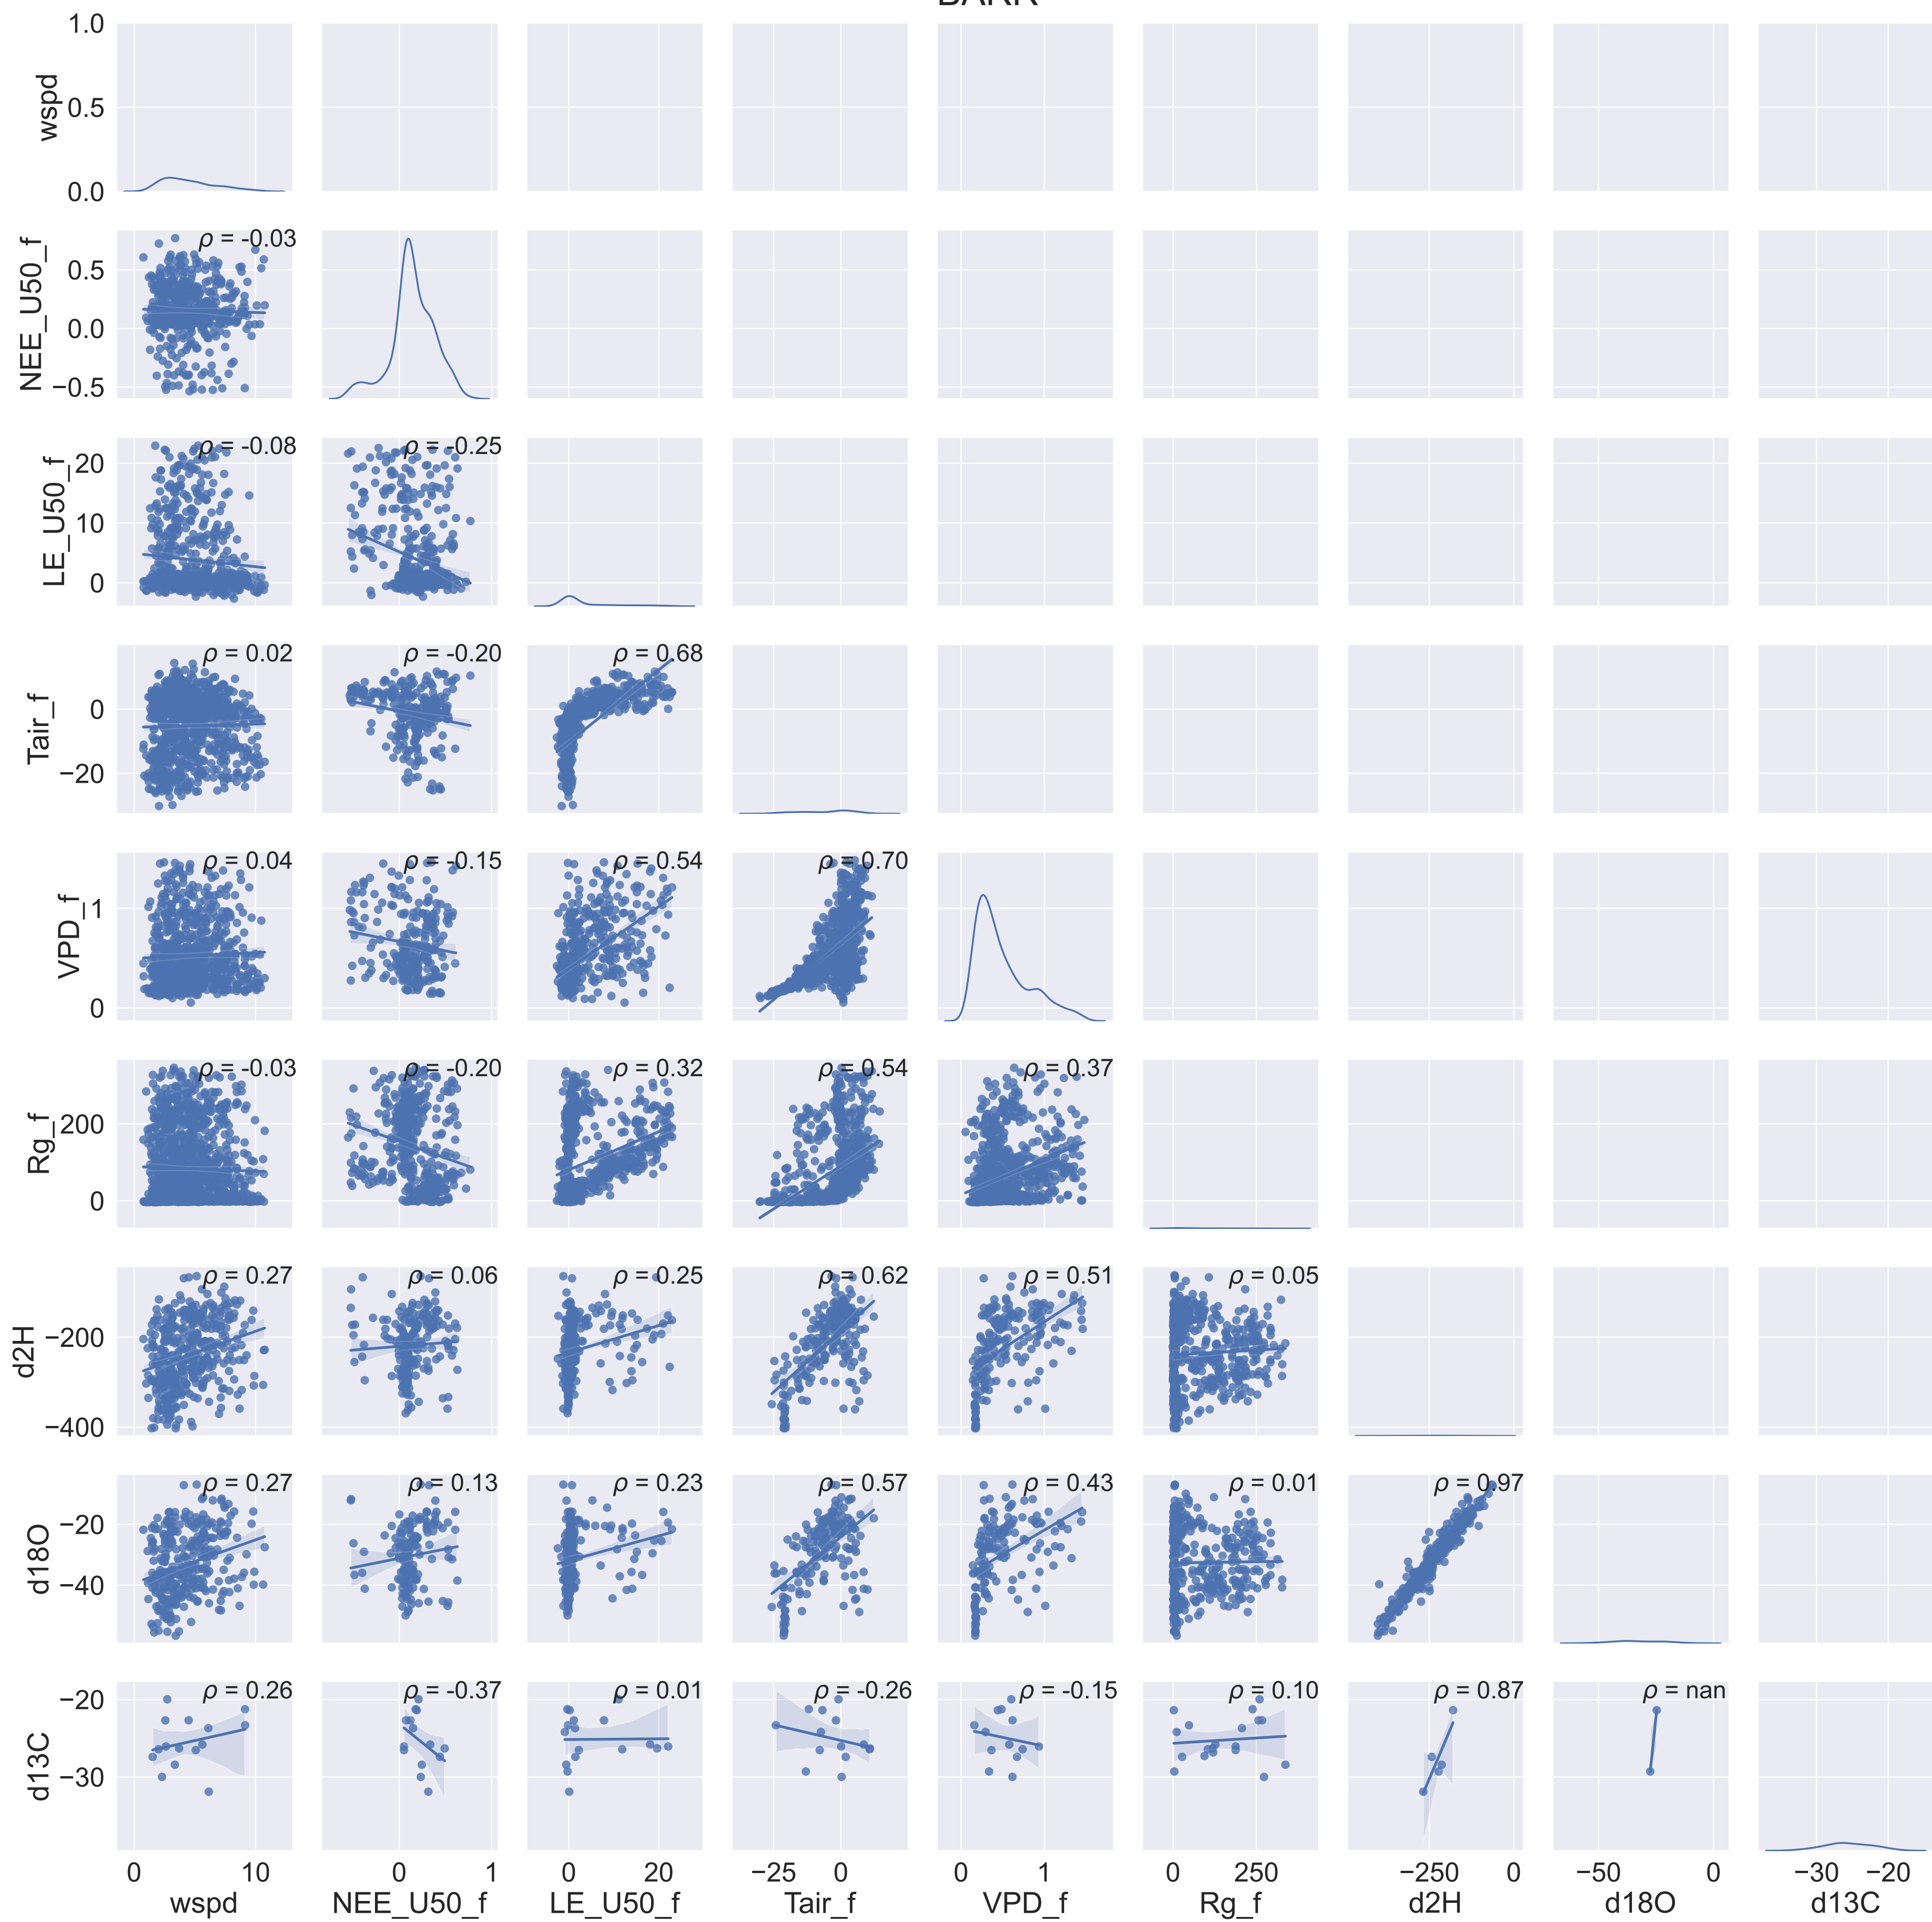 1.0
wspd
0.5
0.0
ρ = -0.03
NEE_U50_f
0.5
0.0
−0.5
ρ = -0.08
ρ = -0.25
LE_U50_f
20
10
0
ρ = 0.02
ρ = -0.20
ρ = 0.68
Tair_f
0
−20
ρ = 0.04
ρ = -0.15
ρ = 0.54
ρ = 0.70
VPD_f
1
0
ρ = -0.03
ρ = -0.20
ρ = 0.32
ρ = 0.54
ρ = 0.37
Rg_f
200
0
ρ = 0.27
ρ = 0.06
ρ = 0.25
ρ = 0.62
ρ = 0.51
ρ = 0.05
d2H
−200
−400
ρ = 0.27
ρ = 0.13
ρ = 0.23
ρ = 0.57
ρ = 0.43
ρ = 0.01
ρ = 0.97
d18O
−20
−40
ρ = 0.26
ρ = -0.37
ρ = 0.01
ρ = -0.26
ρ = -0.15
ρ = 0.10
ρ = 0.87
ρ = nan
d13C
−20
−30
0 10 0 1 0 20 −25 0 0 1 0 250 −250 0 −50 0 −30 −20
wspd NEE_U50_f LE_U50_f Tair_f VPD_f Rg_f d2H d18O d13C